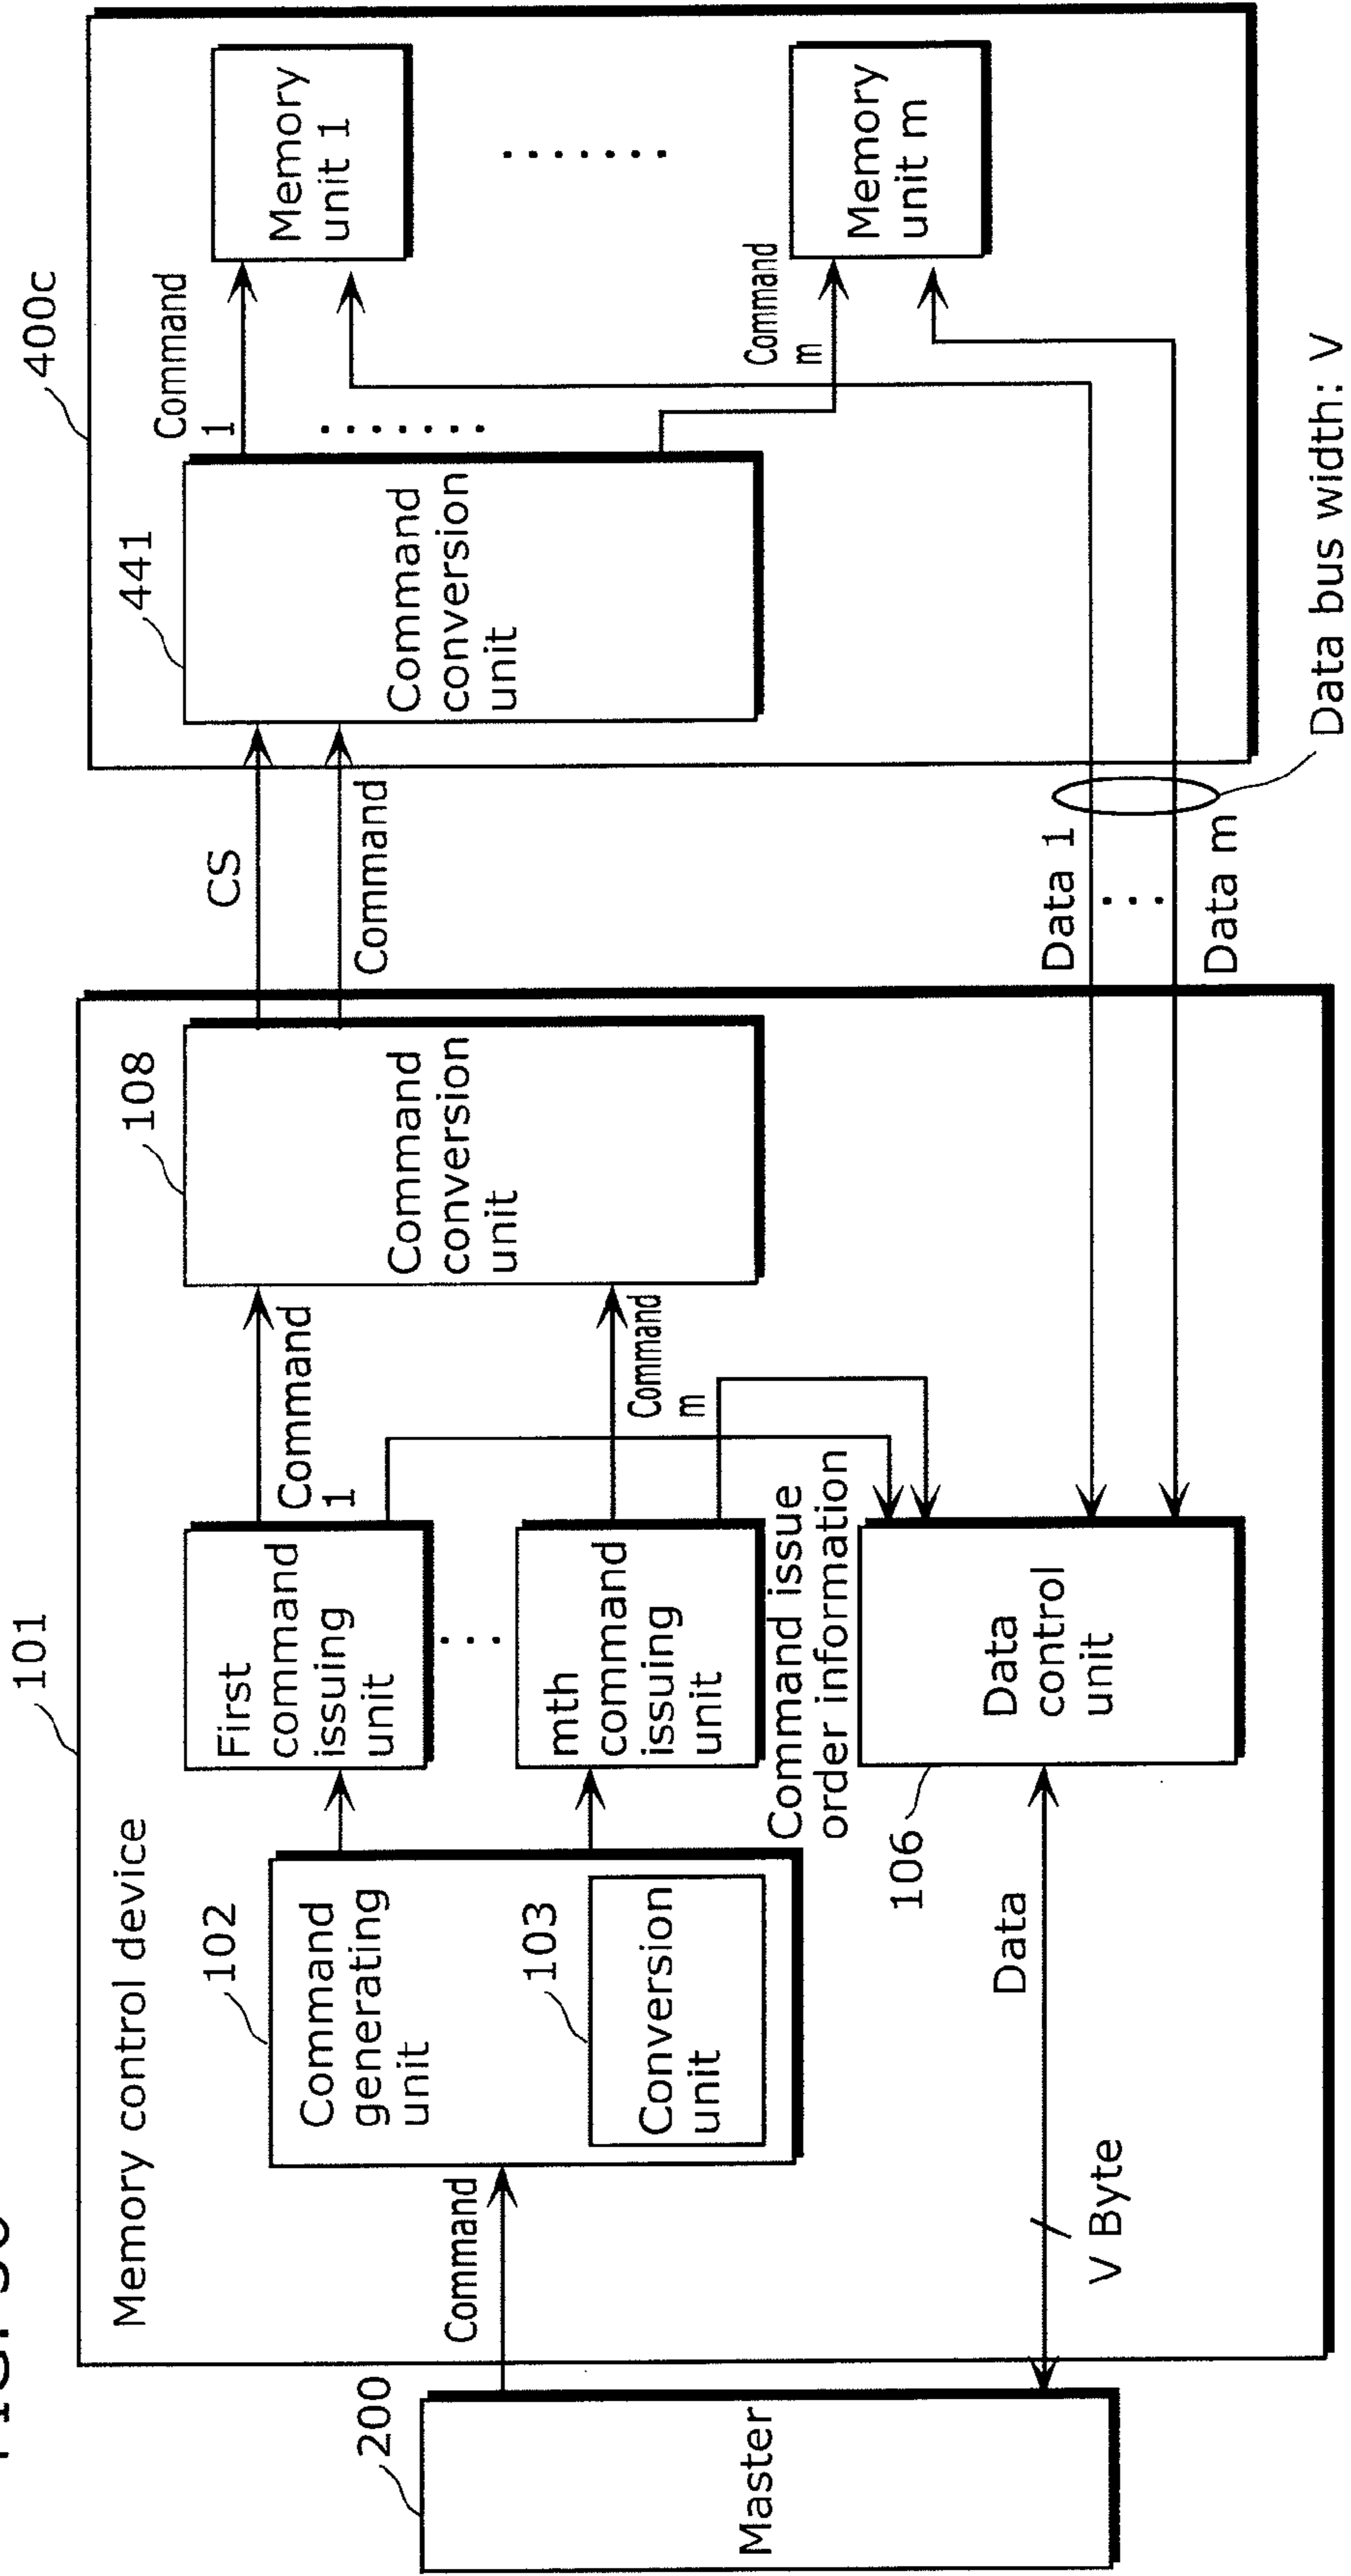 400c
441
Command
conversion
unit
Command
1
Memory
unit 1
Command
m
Memory
unit m
CS
Command
Data 1
Data m
Data bus width: V
101
Memory control device
108
Command
conversion
unit
Command
1
Command
m
First
command
issuing
unit
mth
command
issuing
unit
Command issue
order information
102
Command
generating
unit
103
Conversion
unit
106
Data
control
unit
Data
V Byte
Command
200
Master